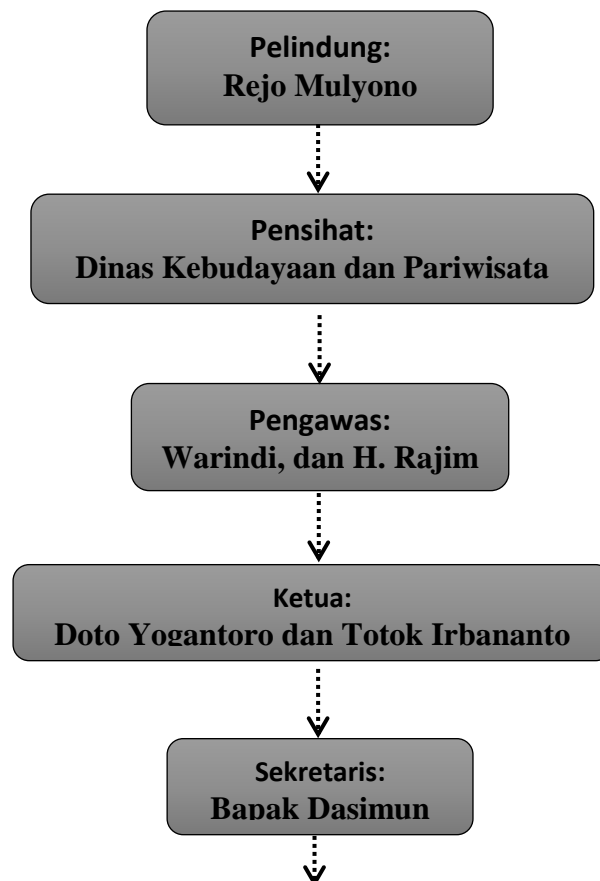 Pelindung:
Rejo Mulyono
Pensihat:
Dinas Kebudayaan dan Pariwisata
Pengawas:
Warindi, dan H. Rajim
Ketua:
Doto Yogantoro dan Totok Irbananto
Sekretaris:
Bapak Dasimun